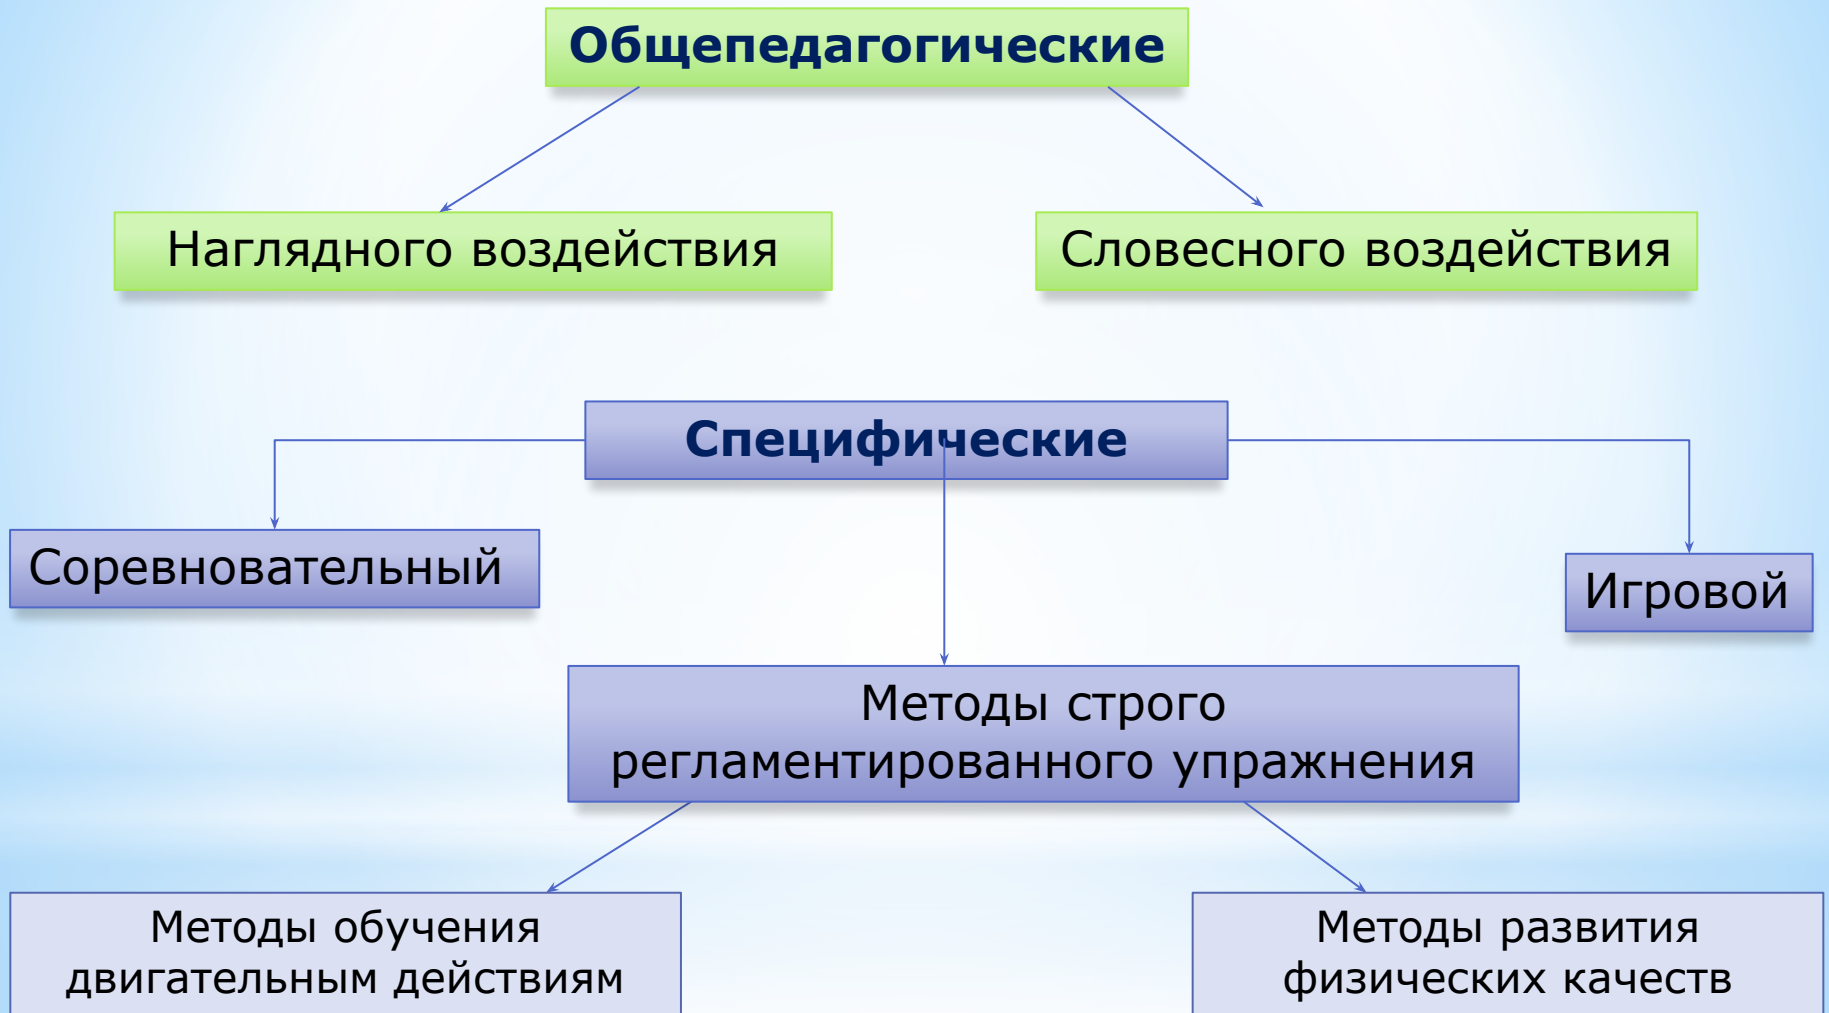 Общепедагогические
Наглядного воздействия
Словесного воздействия
Специфические
Соревновательный
Игровой
Методы строго
регламентированного упражнения
Методы обучения
двигательным действиям
Методы развития
физических качеств